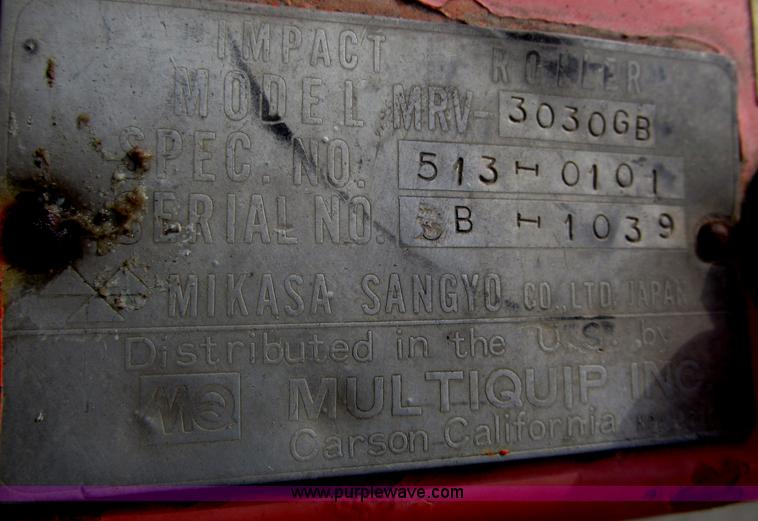 IMPACT ROLLER
MODEL MRV-3030GB
SPEC. NO. 513-0101
SERIAL NO. B-1039
MIKASA SANGYO CO., LTD. JAPAN
Distributed in the U.S. by
MQ MULTIQUIP INC.
Carson California
www.purplewave.com